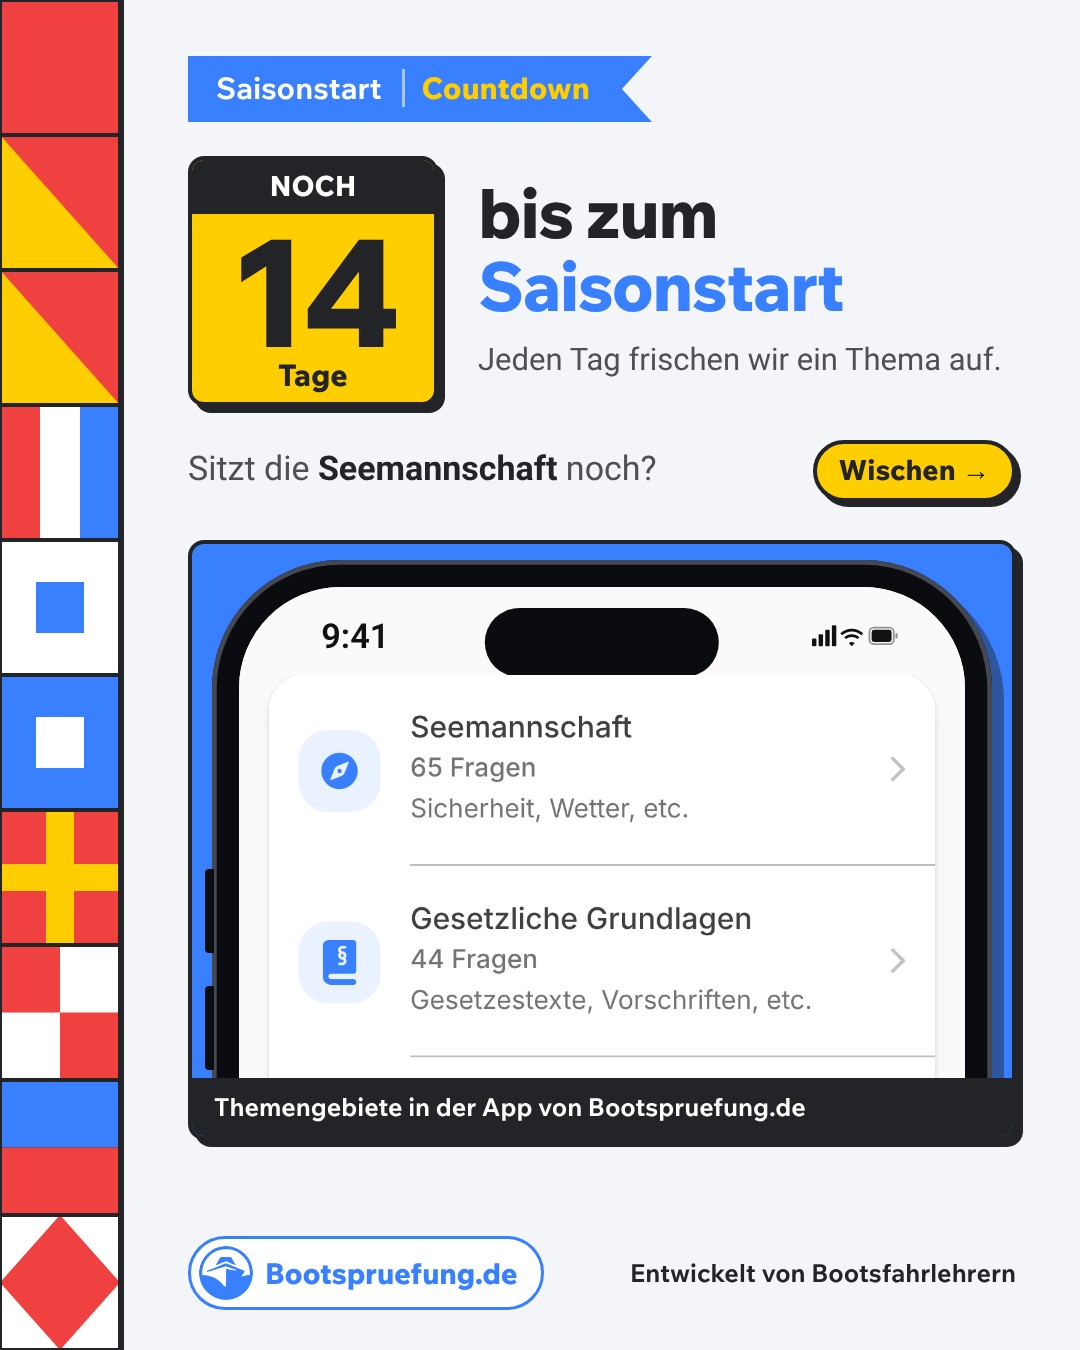 Saisonstart | Countdown
NOCH
14
Tage
bis zum
Saisonstart
Jeden Tag frischen wir ein Thema auf.
Sitzt die Seemannschaft noch?
Wischen →
9:41
Seemannschaft
65 Fragen
Sicherheit, Wetter, etc.
§
Gesetzliche Grundlagen
44 Fragen
Gesetzestexte, Vorschriften, etc.
Themengebiete in der App von Bootspruefung.de
Bootspruefung.de
Entwickelt von Bootsfahrlehrern